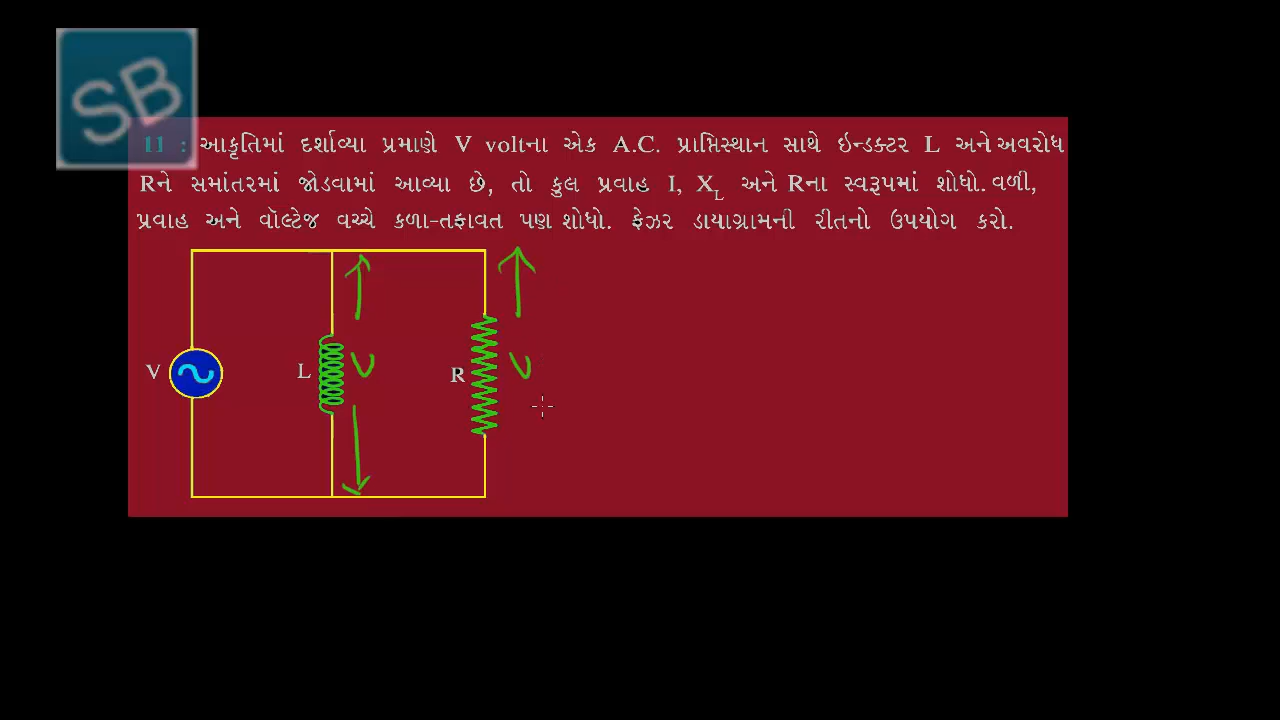 SB
11 : આકૃતિમાં દર્શાવ્યા પ્રમાણે V voltના એક A.C. પ્રાપ્તિસ્થાન સાથે ઇન્ડક્ટર L અને અવરોધ
Rને સમાંતરમાં જોડવામાં આવ્યા છે, તો કુલ પ્રવાહ I, X_L અને Rના સ્વરૂપમાં શોધો. વળી,
પ્રવાહ અને વૉલ્ટેજ વચ્ચે કળા-તફાવત પણ શોધો. ફેઝર ડાયાગ્રામની રીતનો ઉપયોગ કરો.
V L V R V